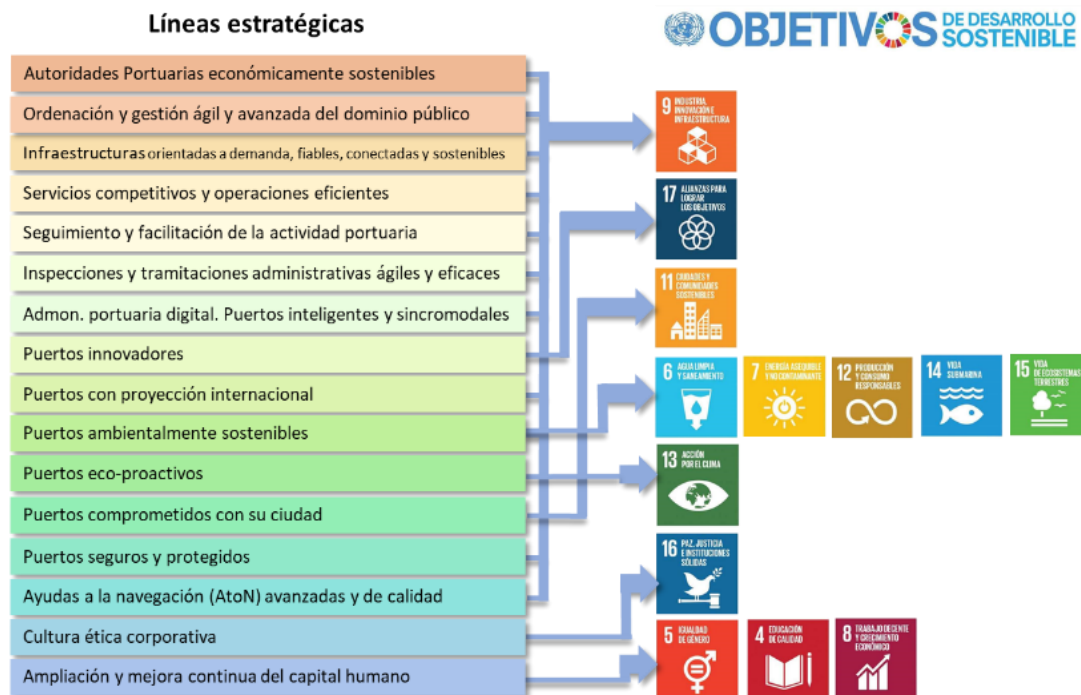 Líneas estratégicas
OBJETIVOS DE DESARROLLO
SOSTENIBLE
Autoridades Portuarias económicamente sostenibles
Ordenación y gestión ágil y avanzada del dominio público
Infraestructuras orientadas a demanda, fiables, conectadas y sostenibles
Servicios competitivos y operaciones eficientes
Seguimiento y facilitación de la actividad portuaria
Inspecciones y tramitaciones administrativas ágiles y eficaces
Admon. portuaria digital. Puertos inteligentes y sincromodales
Puertos innovadores
Puertos con proyección internacional
Puertos ambientalmente sostenibles
Puertos eco-proactivos
Puertos comprometidos con su ciudad
Puertos seguros y protegidos
Ayudas a la navegación (AtoN) avanzadas y de calidad
Cultura ética corporativa
Ampliación y mejora continua del capital humano
9 INDUSTRIA,
INNOVACIÓN E
INFRAESTRUCTURA
17 ALIANZAS PARA
LOGRAR
LOS OBJETIVOS
11 CIUDADES Y
COMUNIDADES
SOSTENIBLES
6 AGUA LIMPIA
Y SANEAMIENTO
7 ENERGÍA ASEQUIBLE
Y NO CONTAMINANTE
12 PRODUCCIÓN
Y CONSUMO
RESPONSABLES
14 VIDA
SUBMARINA
15 VIDA
DE ECOSISTEMAS
TERRESTRES
13 ACCIÓN
POR EL CLIMA
16 PAZ, JUSTICIA
E INSTITUCIONES
SÓLIDAS
5 IGUALDAD
DE GÉNERO
4 EDUCACIÓN
DE CALIDAD
8 TRABAJO DECENTE
Y CRECIMIENTO
ECONÓMICO